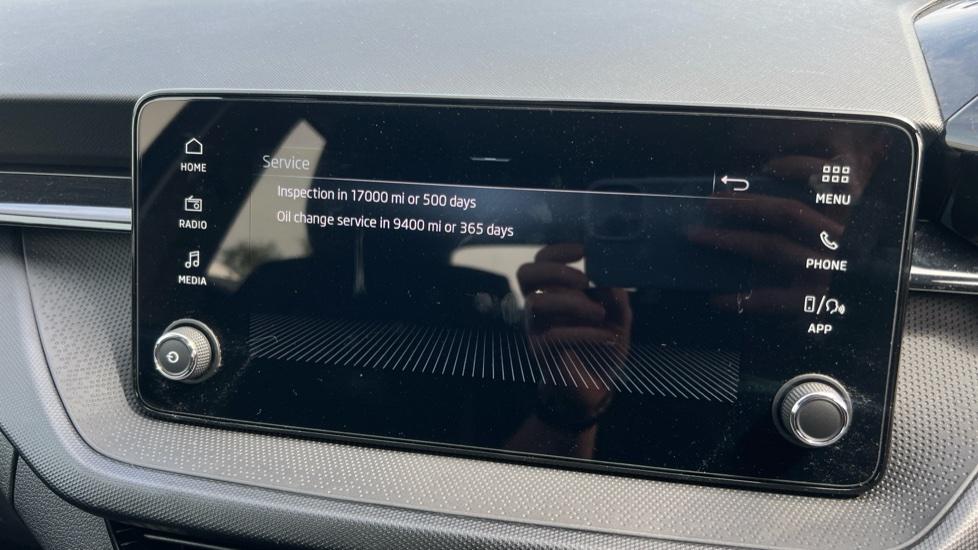 HOME
RADIO
MEDIA
Service
Inspection in 17000 mi or 500 days
Oil change service in 9400 mi or 365 days
MENU
PHONE
APP